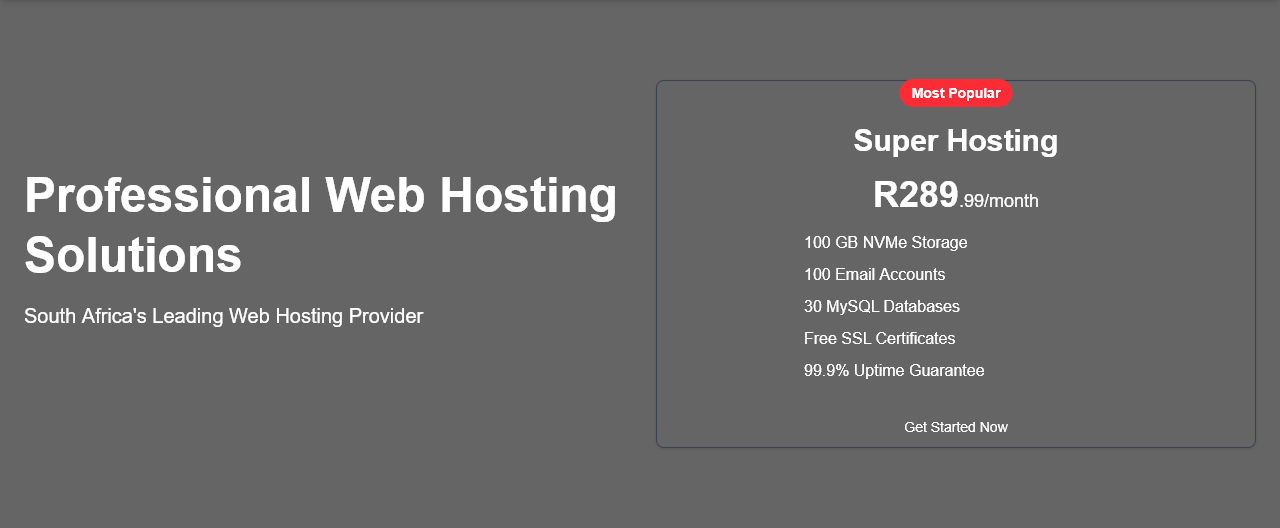 Professional Web Hosting
Solutions
South Africa's Leading Web Hosting Provider
Most Popular
Super Hosting
R289.99/month
100 GB NVMe Storage
100 Email Accounts
30 MySQL Databases
Free SSL Certificates
99.9% Uptime Guarantee
Get Started Now